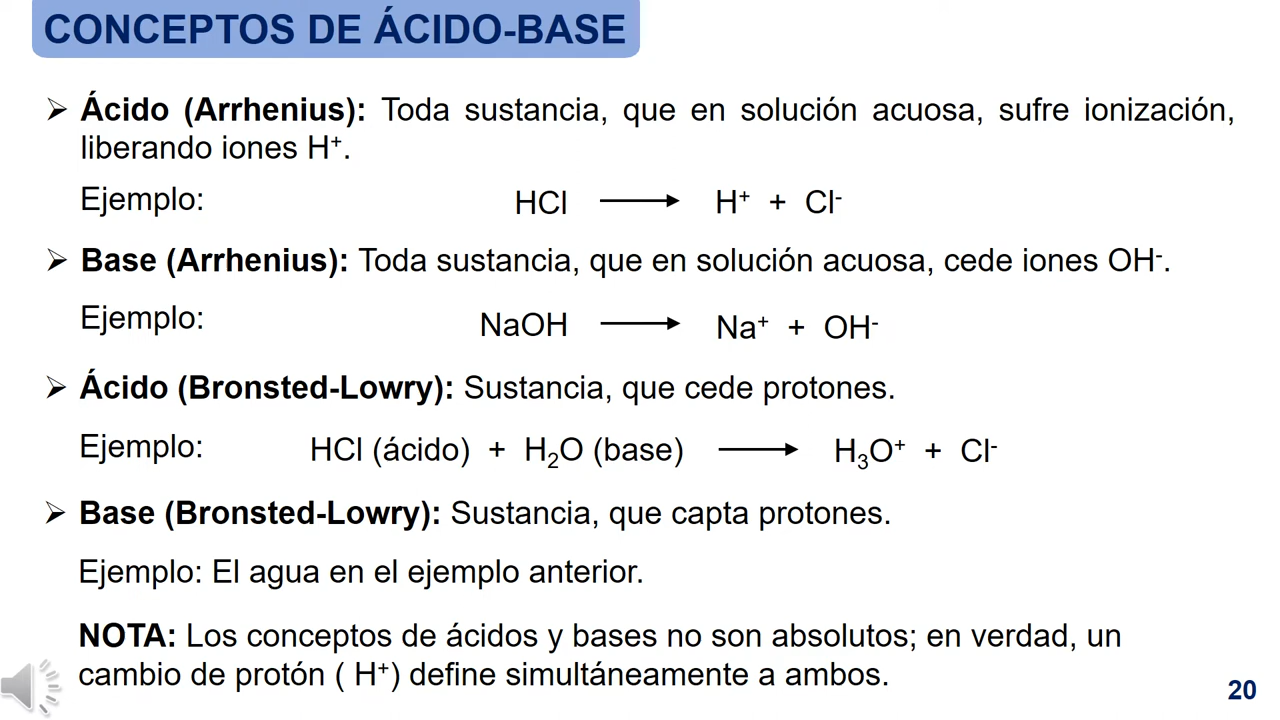 CONCEPTOS DE ÁCIDO-BASE
➢ Ácido (Arrhenius): Toda sustancia, que en solución acuosa, sufre ionización,
liberando iones H⁺.
Ejemplo: HCl ⟶ H⁺ + Cl⁻
➢ Base (Arrhenius): Toda sustancia, que en solución acuosa, cede iones OH⁻.
Ejemplo: NaOH ⟶ Na⁺ + OH⁻
➢ Ácido (Bronsted-Lowry): Sustancia, que cede protones.
Ejemplo: HCl (ácido) + H₂O (base) ⟶ H₃O⁺ + Cl⁻
➢ Base (Bronsted-Lowry): Sustancia, que capta protones.
Ejemplo: El agua en el ejemplo anterior.
NOTA: Los conceptos de ácidos y bases no son absolutos; en verdad, un
cambio de protón ( H⁺) define simultáneamente a ambos.
20